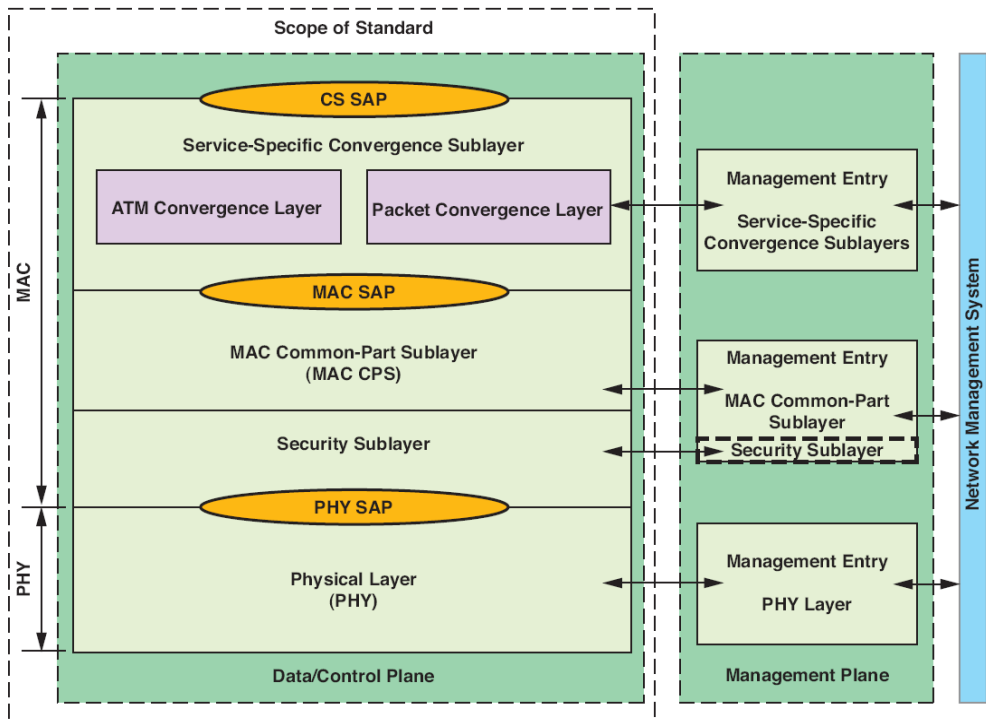 Scope of Standard
CS SAP
Service-Specific Convergence Sublayer
ATM Convergence Layer
Packet Convergence Layer
MAC SAP
MAC Common-Part Sublayer
(MAC CPS)
Security Sublayer
PHY SAP
Physical Layer
(PHY)
Data/Control Plane
MAC
PHY
Management Entry
Service-Specific
Convergence Sublayers
Management Entry
MAC Common-Part
Sublayer
Security Sublayer
Management Entry
PHY Layer
Management Plane
Network Management System